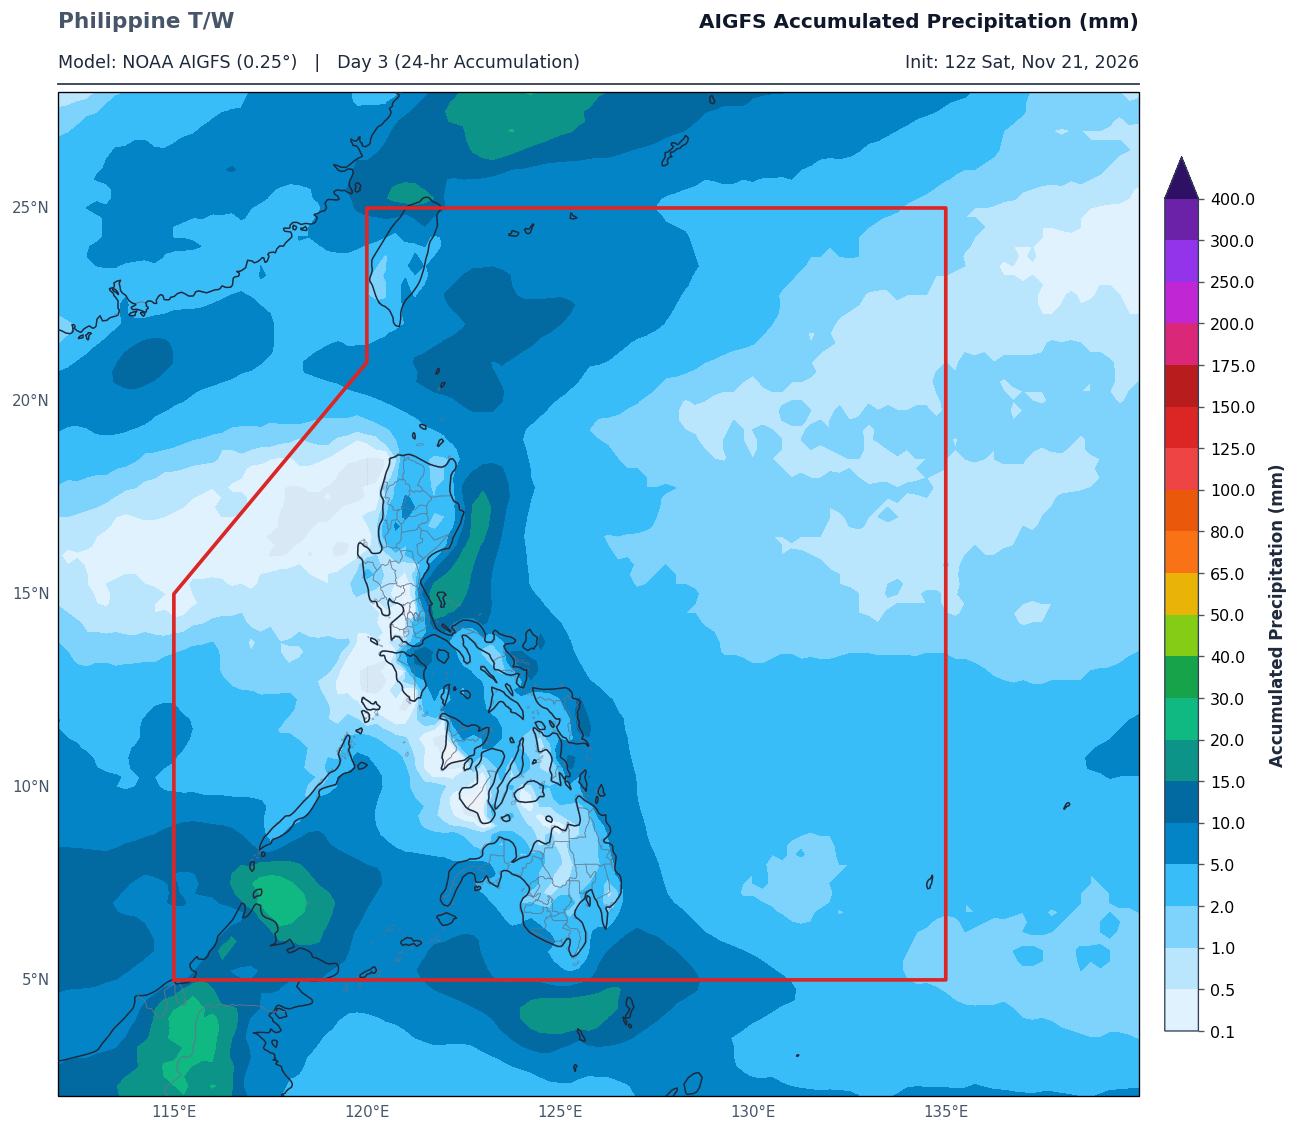 Philippine T/W
AIGFS Accumulated Precipitation (mm)
Model: NOAA AIGFS (0.25°) | Day 3 (24-hr Accumulation)
Init: 12z Sat, Nov 21, 2026
25°N
20°N
15°N
10°N
5°N
115°E
120°E
125°E
130°E
135°E
400.0
300.0
250.0
200.0
175.0
150.0
125.0
100.0
80.0
65.0
50.0
40.0
30.0
20.0
15.0
10.0
5.0
2.0
1.0
0.5
0.1
Accumulated Precipitation (mm)